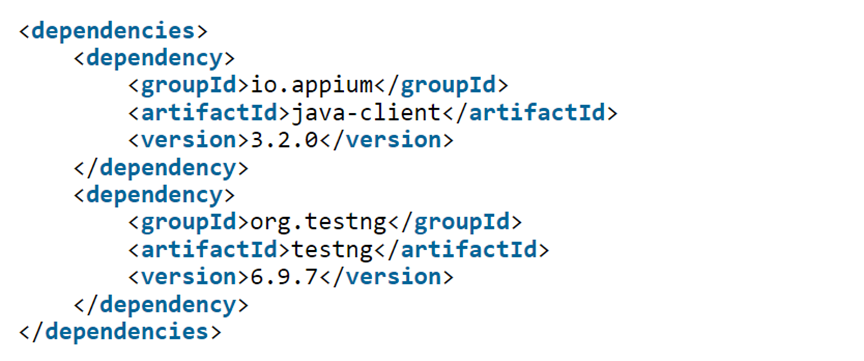 <dependencies>
    <dependency>
        <groupId>io.appium</groupId>
        <artifactId>java-client</artifactId>
        <version>3.2.0</version>
    </dependency>
    <dependency>
        <groupId>org.testng</groupId>
        <artifactId>testng</artifactId>
        <version>6.9.7</version>
    </dependency>
</dependencies>